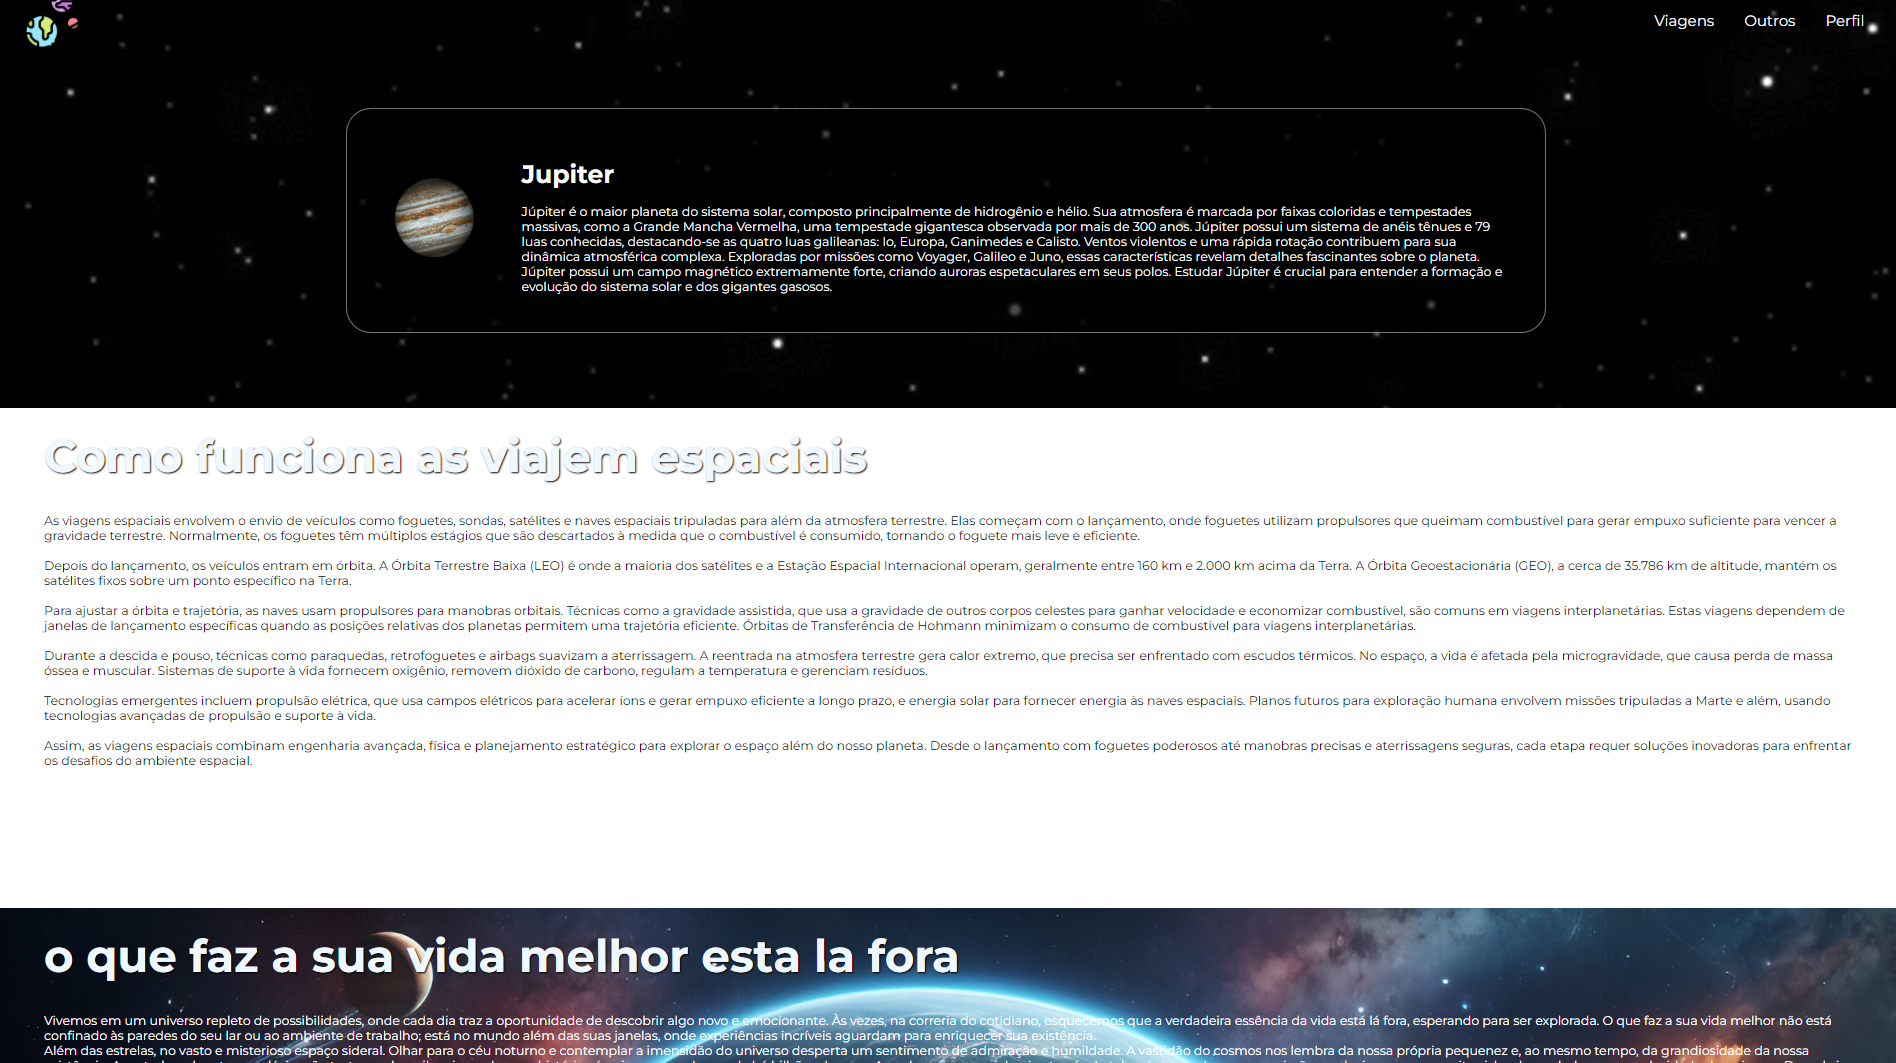 Viagens Outros Perfil
Jupiter
Júpiter é o maior planeta do sistema solar, composto principalmente de hidrogênio e hélio. Sua atmosfera é marcada por faixas coloridas e tempestades
massivas, como a Grande Mancha Vermelha, uma tempestade gigantesca observada por mais de 300 anos. Júpiter possui um sistema de anéis tênues e 79
luas conhecidas, destacando-se as quatro luas galileanas: Io, Europa, Ganimedes e Calisto. Ventos violentos e uma rápida rotação contribuem para sua
dinâmica atmosférica complexa. Exploradas por missões como Voyager, Galileo e Juno, essas características revelam detalhes fascinantes sobre o planeta.
Júpiter possui um campo magnético extremamente forte, criando auroras espetaculares em seus polos. Estudar Júpiter é crucial para entender a formação e
evolução do sistema solar e dos gigantes gasosos.
Como funciona as viajem espaciais
As viagens espaciais envolvem o envio de veículos como foguetes, sondas, satélites e naves espaciais tripuladas para além da atmosfera terrestre. Elas começam com o lançamento, onde foguetes utilizam propulsores que queimam combustível para gerar empuxo suficiente para vencer a
gravidade terrestre. Normalmente, os foguetes têm múltiplos estágios que são descartados à medida que o combustível é consumido, tornando o foguete mais leve e eficiente.
Depois do lançamento, os veículos entram em órbita. A Órbita Terrestre Baixa (LEO) é onde a maioria dos satélites e a Estação Espacial Internacional operam, geralmente entre 160 km e 2.000 km acima da Terra. A Órbita Geoestacionária (GEO), a cerca de 35.786 km de altitude, mantém os
satélites fixos sobre um ponto específico na Terra.
Para ajustar a órbita e trajetória, as naves usam propulsores para manobras orbitais. Técnicas como a gravidade assistida, que usa a gravidade de outros corpos celestes para ganhar velocidade e economizar combustível, são comuns em viagens interplanetárias. Estas viagens dependem de
janelas de lançamento específicas quando as posições relativas dos planetas permitem uma trajetória eficiente. Órbitas de Transferência de Hohmann minimizam o consumo de combustível para viagens interplanetárias.
Durante a descida e pouso, técnicas como paraquedas, retrofoguetes e airbags suavizam a aterrissagem. A reentrada na atmosfera terrestre gera calor extremo, que precisa ser enfrentado com escudos térmicos. No espaço, a vida é afetada pela microgravidade, que causa perda de massa
óssea e muscular. Sistemas de suporte à vida fornecem oxigênio, removem dióxido de carbono, regulam a temperatura e gerenciam resíduos.
Tecnologias emergentes incluem propulsão elétrica, que usa campos elétricos para acelerar íons e gerar empuxo eficiente a longo prazo, e energia solar para fornecer energia às naves espaciais. Planos futuros para exploração humana envolvem missões tripuladas a Marte e além, usando
tecnologias avançadas de propulsão e suporte à vida.
Assim, as viagens espaciais combinam engenharia avançada, física e planejamento estratégico para explorar o espaço além do nosso planeta. Desde o lançamento com foguetes poderosos até manobras precisas e aterrissagens seguras, cada etapa requer soluções inovadoras para enfrentar
os desafios do ambiente espacial.
o que faz a sua vida melhor esta la fora
Vivemos em um universo repleto de possibilidades, onde cada dia traz a oportunidade de descobrir algo novo e emocionante. Às vezes, na correria do cotidiano, esquecemos que a verdadeira essência da vida está lá fora, esperando para ser explorada. O que faz a sua vida melhor não está
confinado às paredes do seu lar ou ao ambiente de trabalho; está no mundo além das suas janelas, onde experiências incríveis aguardam para enriquecer sua existência.
Além das estrelas, no vasto e misterioso espaço sideral. Olhar para o céu noturno e contemplar a imensidão do universo desperta um sentimento de admiração e humildade. A vastidão do cosmos nos lembra da nossa própria pequenez e, ao mesmo tempo, da grandiosidade da nossa